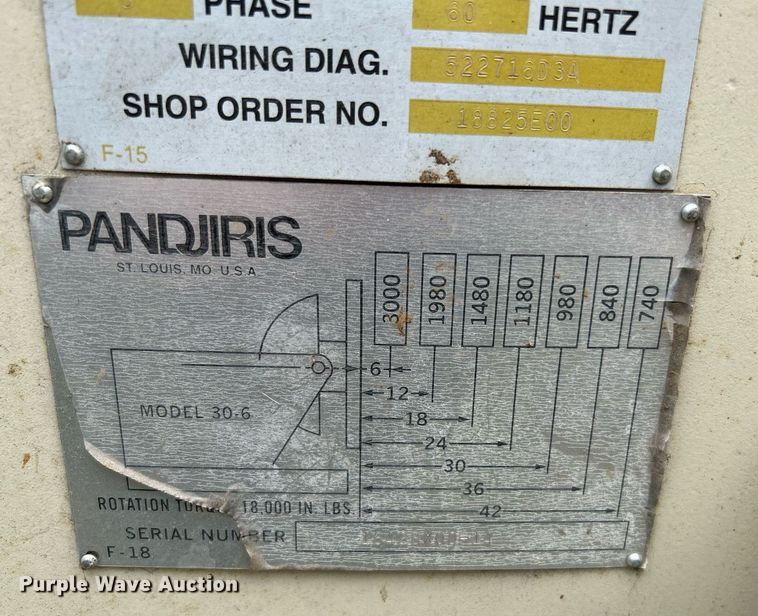 PHASE 60 HERTZ
WIRING DIAG. 522716D3A
SHOP ORDER NO. 18825E00
F-15
PANDJIRIS
ST. LOUIS, MO U.S.A
3000 1980 1480 1180 980 840 740
6
12
MODEL 30-6
18
24
30
36
ROTATION TORQUE 18,000 IN. LBS.
42
SERIAL NUMBER
F-18
Purple Wave Auction